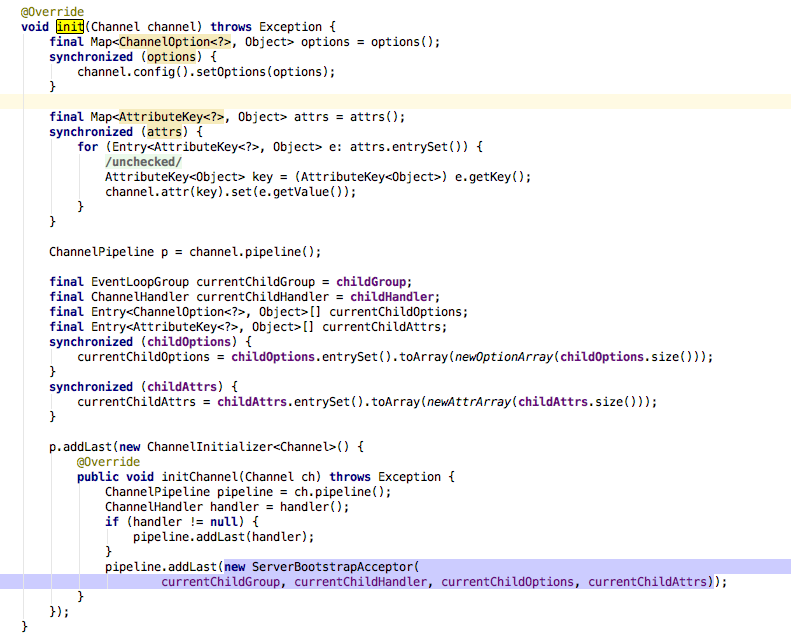 @Override
void init(Channel channel) throws Exception {
    final Map<ChannelOption<?>, Object> options = options();
    synchronized (options) {
        channel.config().setOptions(options);
    }

    final Map<AttributeKey<?>, Object> attrs = attrs();
    synchronized (attrs) {
        for (Entry<AttributeKey<?>, Object> e: attrs.entrySet()) {
            /unchecked/
            AttributeKey<Object> key = (AttributeKey<Object>) e.getKey();
            channel.attr(key).set(e.getValue());
        }
    }

    ChannelPipeline p = channel.pipeline();

    final EventLoopGroup currentChildGroup = childGroup;
    final ChannelHandler currentChildHandler = childHandler;
    final Entry<ChannelOption<?>, Object>[] currentChildOptions;
    final Entry<AttributeKey<?>, Object>[] currentChildAttrs;
    synchronized (childOptions) {
        currentChildOptions = childOptions.entrySet().toArray(newOptionArray(childOptions.size()));
    }
    synchronized (childAttrs) {
        currentChildAttrs = childAttrs.entrySet().toArray(newAttrArray(childAttrs.size()));
    }

    p.addLast(new ChannelInitializer<Channel>() {
        @Override
        public void initChannel(Channel ch) throws Exception {
            ChannelPipeline pipeline = ch.pipeline();
            ChannelHandler handler = handler();
            if (handler != null) {
                pipeline.addLast(handler);
            }
            pipeline.addLast(new ServerBootstrapAcceptor(
                    currentChildGroup, currentChildHandler, currentChildOptions, currentChildAttrs));
        }
    });
}